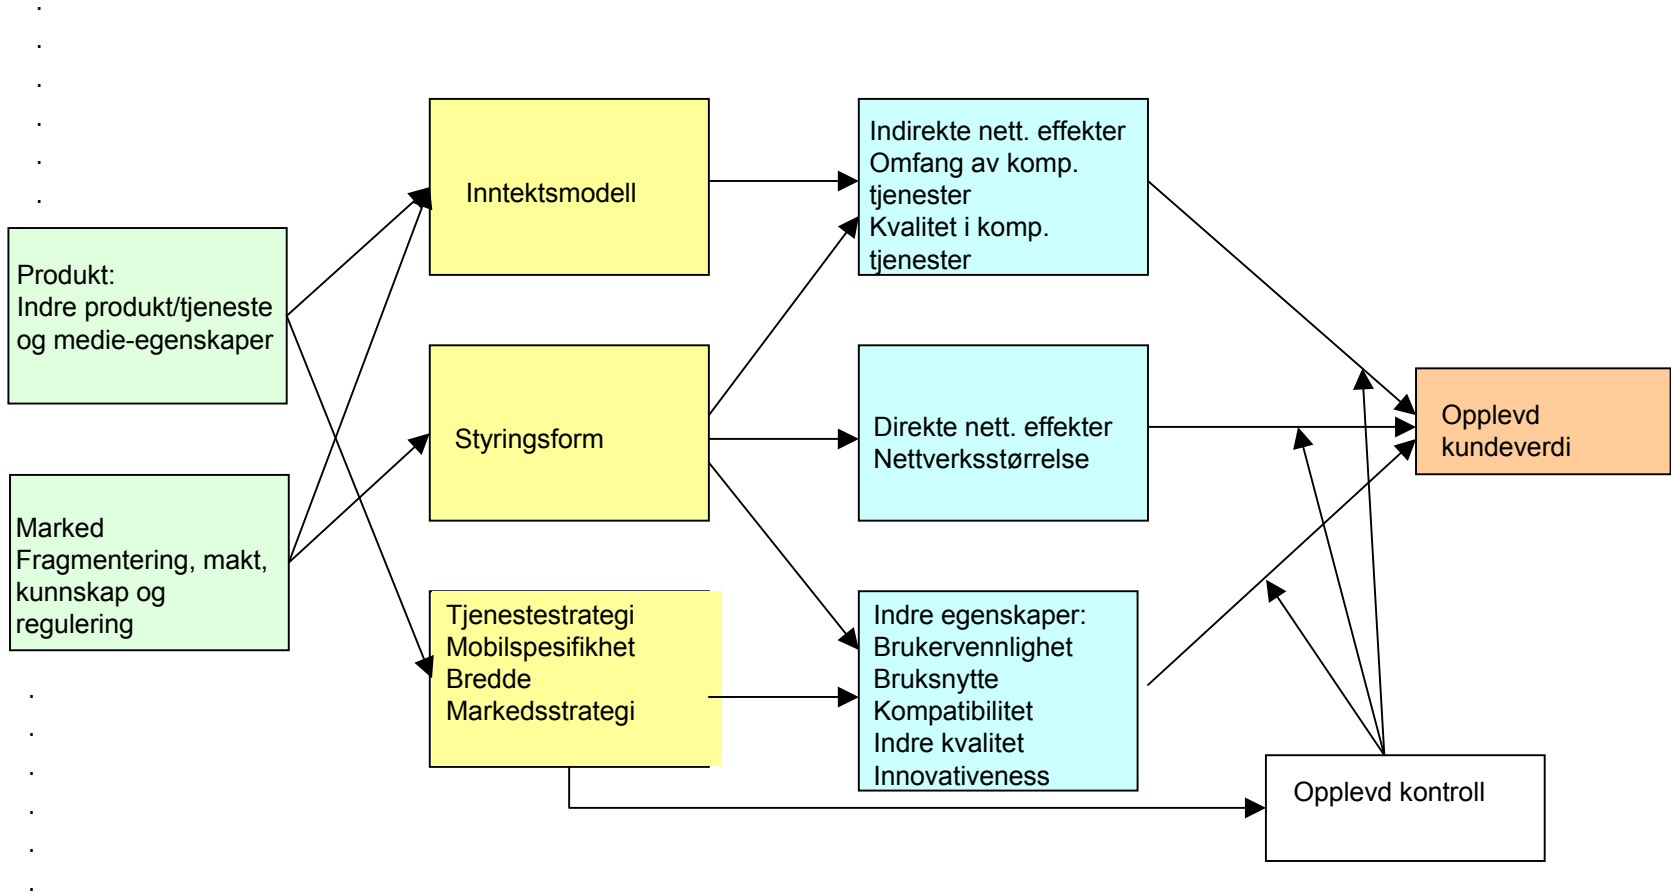 Produkt:
Indre produkt/tjeneste
og medie-egenskaper
Marked
Fragmentering, makt,
kunnskap og
regulering
Inntektsmodell
Styringsform
Tjenestestrategi
Mobilspesifikhet
Bredde
Markedsstrategi
Indirekte nett. effekter
Omfang av komp.
tjenester
Kvalitet i komp.
tjenester
Direkte nett. effekter
Nettverksstørrelse
Indre egenskaper:
Brukervennlighet
Bruksnytte
Kompatibilitet
Indre kvalitet
Innovativeness
Opplevd
kundeverdi
Opplevd kontroll